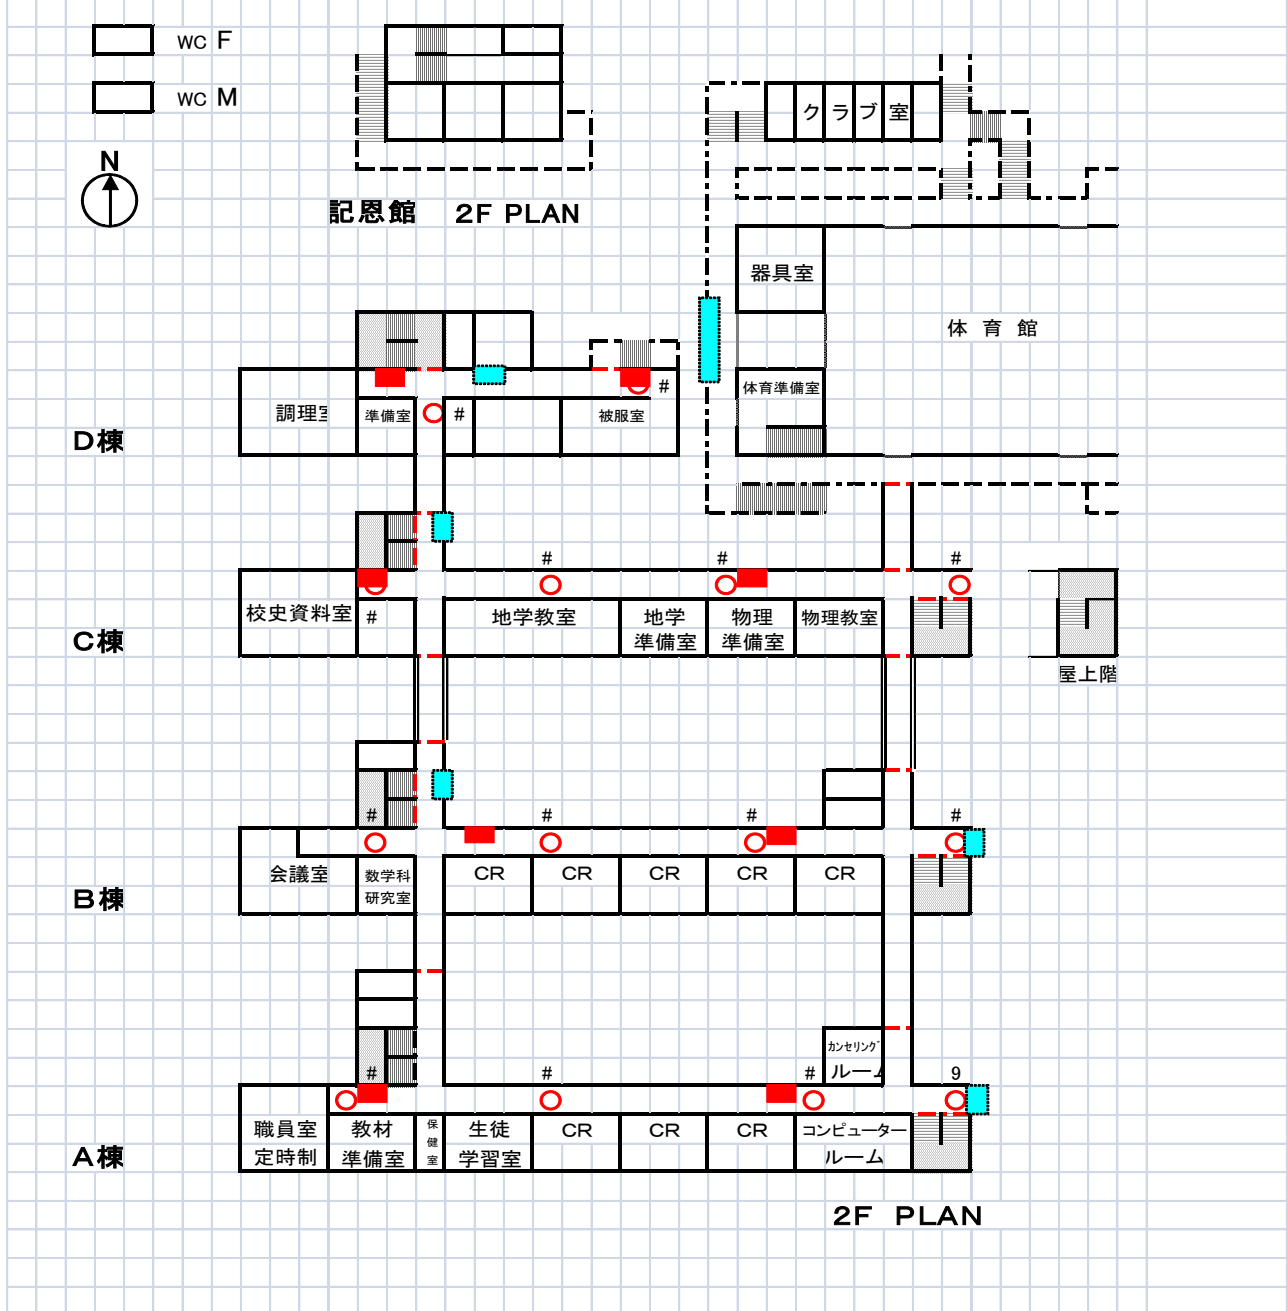 WC F
WC M
N
クラブ室
記恩館 2F PLAN
器具室
体育館
体育準備室
調理室
準備室
#
被服室
#
D棟
# # #
校史資料室
#
地学教室
地学
準備室
物理
準備室
物理教室
C棟
屋上階
# # # #
会議室
数学科
研究室
CR CR CR CR CR
B棟
カンセリング
ルーム
# # # 9
職員室
定時制
教材
準備室
保
健
室
生徒
学習室
CR CR CR
コンピューター
ルーム
A棟
2F PLAN